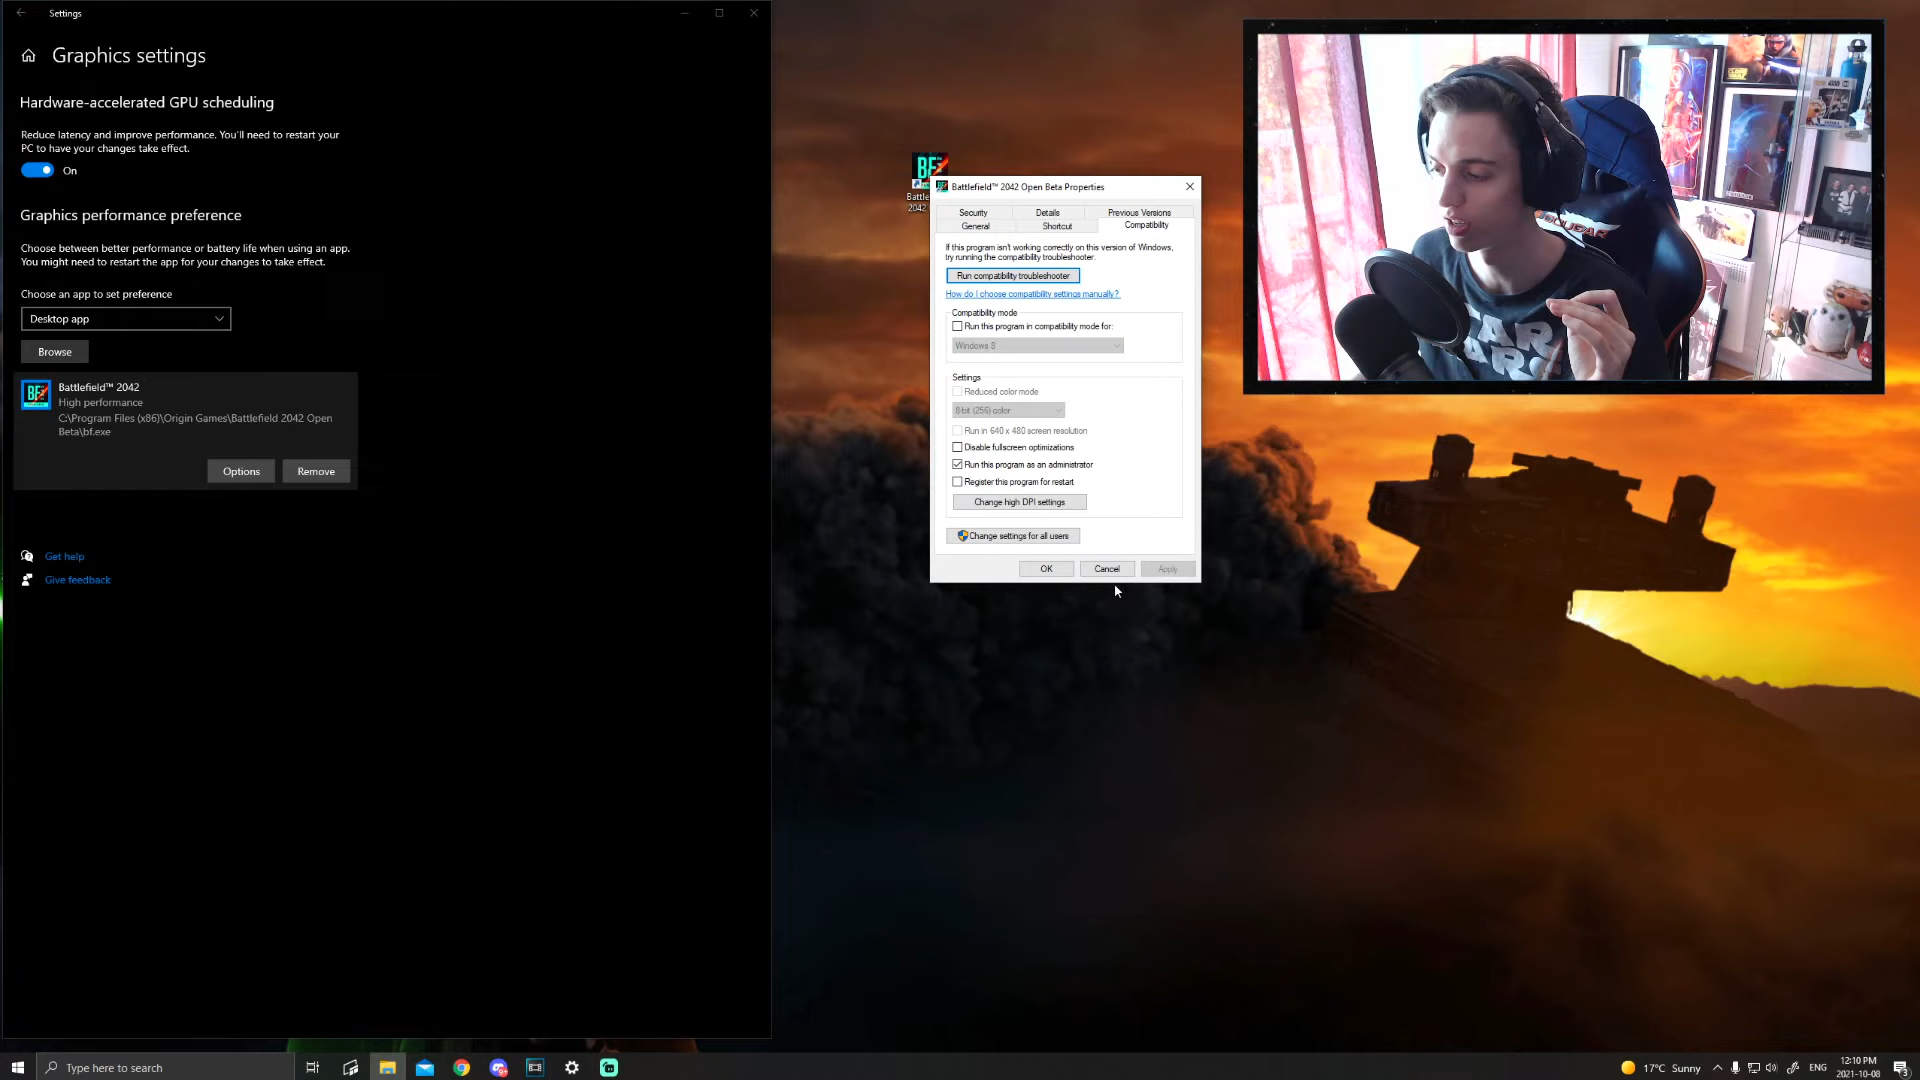 Settings
Graphics settings
Hardware-accelerated GPU scheduling
Reduce latency and improve performance. You'll need to restart your
PC to have your changes take effect.
On
Graphics performance preference
Choose between better performance or battery life when using an app.
You might need to restart the app for your changes to take effect.
Choose an app to set preference
Desktop app
Browse
Battlefield™ 2042
High performance
C:\Program Files (x86)\Origin Games\Battlefield 2042 Open
Beta\bf.exe
Options
Remove
Get help
Give feedback
BF
2042
Battlefield™ 2042 Open Beta Properties
Security
Details
Previous Versions
General
Shortcut
Compatibility
If this program isn't working correctly on this version of Windows,
try running the compatibility troubleshooter.
Run compatibility troubleshooter
How do I choose compatibility settings manually?
Compatibility mode
Run this program in compatibility mode for:
Windows 8
Settings
Reduced color mode
8-bit (256) color
Run in 640 x 480 screen resolution
Disable fullscreen optimizations
Run this program as an administrator
Register this program for restart
Change high DPI settings
Change settings for all users
OK
Cancel
Apply
COUGAR
STAR
WARS
Type here to search
17°C Sunny
ENG
12:10 PM
2021-10-08
3